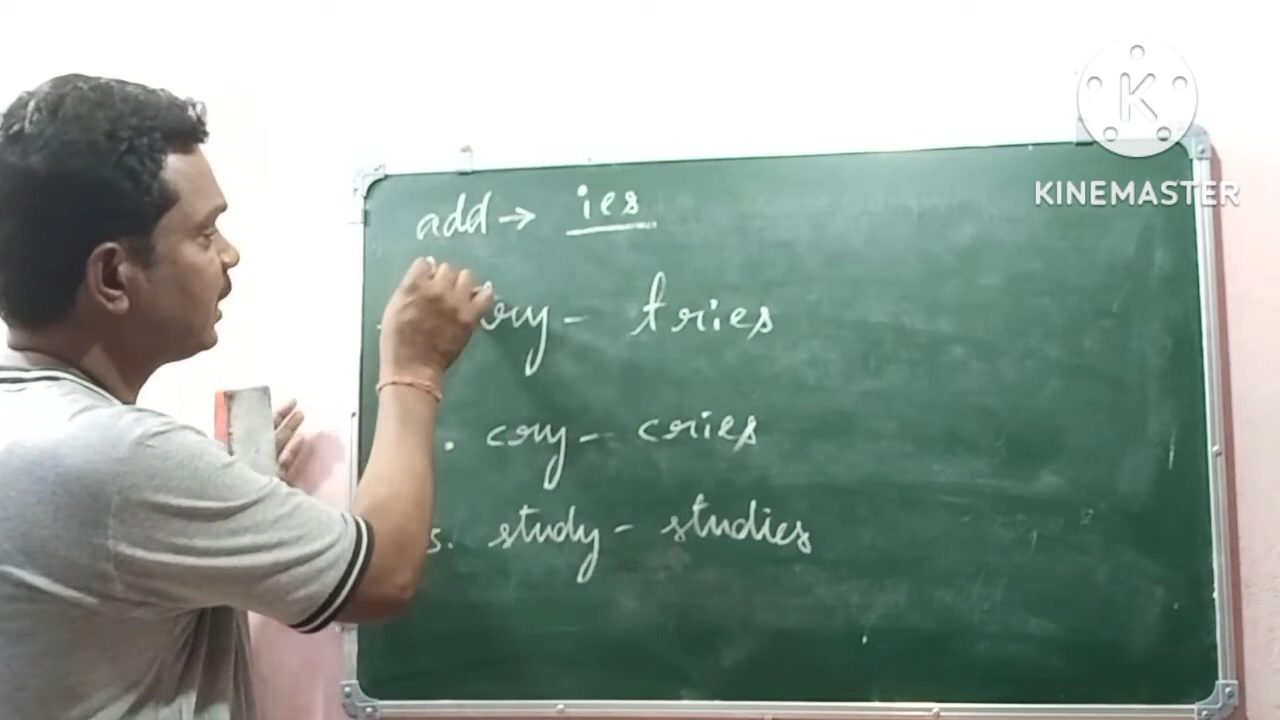 add → ies
ry - tries
. cry - cries
s. study - studies
KINEMASTER